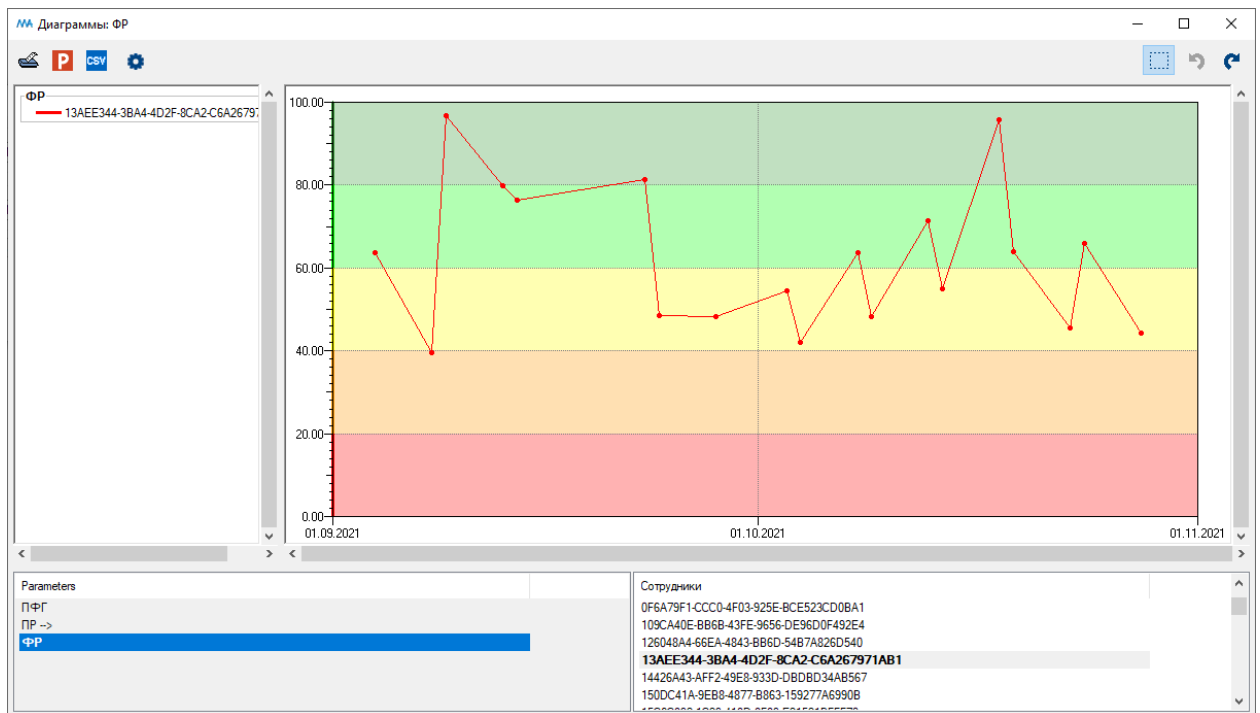 Диаграммы: ФР
P
CSV
ФР
13AEE344-3BA4-4D2F-8CA2-C6A26797
100.00
80.00
60.00
40.00
20.00
0.00
01.09.2021
01.10.2021
01.11.2021
Parameters
ПФГ
ПР -->
ФР
Сотрудники
0F6A79F1-CCC0-4F03-925E-BCE523CD0BA1
109CA40E-BB6B-43FE-9656-DE96D0F492E4
126048A4-66EA-4843-BB6D-54B7A826D540
13AEE344-3BA4-4D2F-8CA2-C6A267971AB1
14426A43-AFF2-49E8-933D-DBDBD34AB567
150DC41A-9EB8-4877-B863-159277A6990B